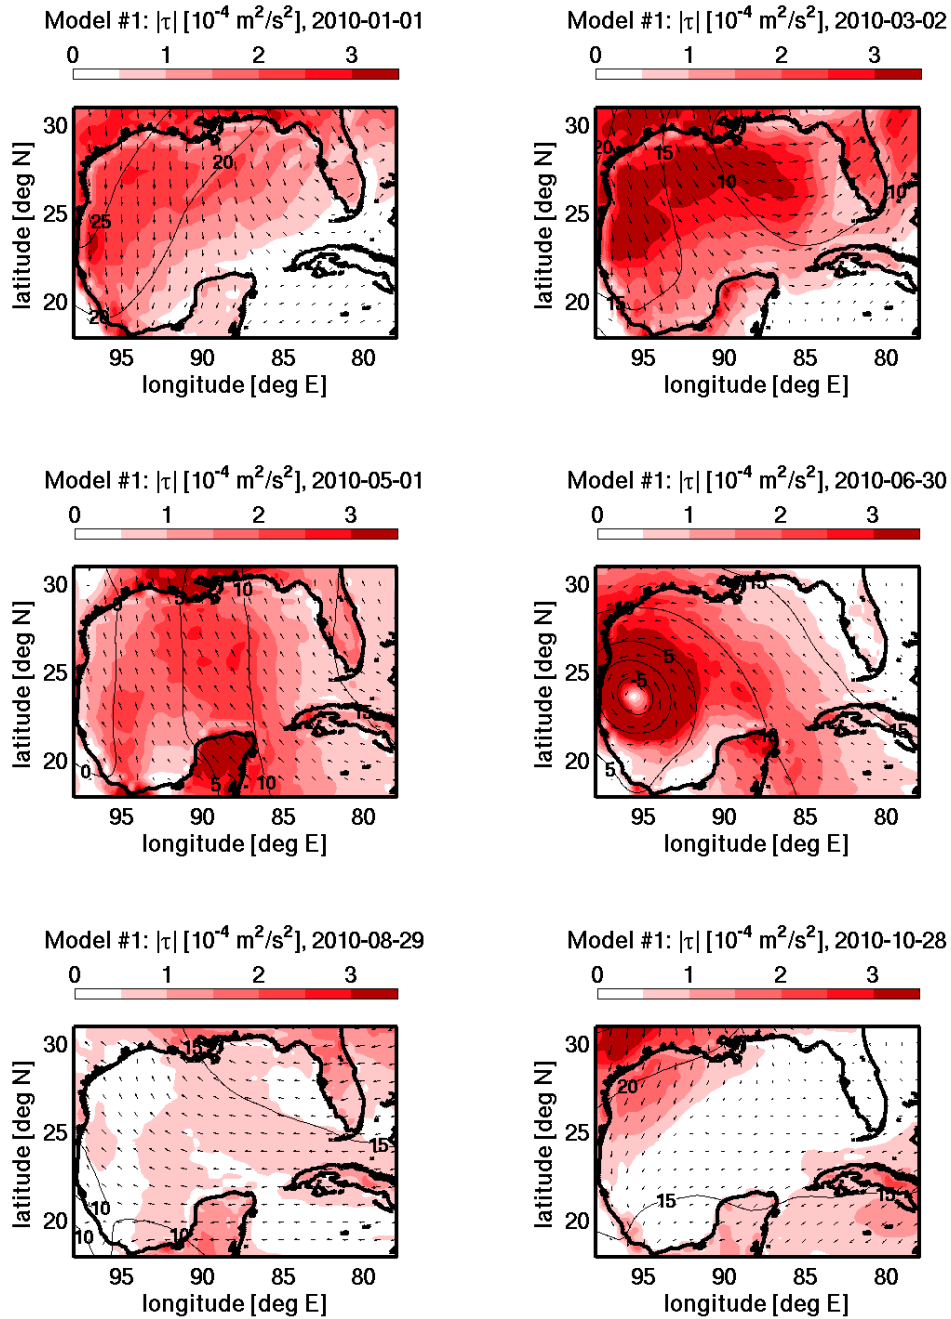 Model #1: |τ| [10⁻⁴ m²/s²], 2010-01-01
0 1 2 3
30
25
20
latitude [deg N]
20
25
20
95 90 85 80
longitude [deg E]
Model #1: |τ| [10⁻⁴ m²/s²], 2010-03-02
0 1 2 3
30
25
20
latitude [deg N]
20
15
10
10
15
95 90 85 80
longitude [deg E]
Model #1: |τ| [10⁻⁴ m²/s²], 2010-05-01
0 1 2 3
30
25
20
latitude [deg N]
5
5
10
15
0
5
10
95 90 85 80
longitude [deg E]
Model #1: |τ| [10⁻⁴ m²/s²], 2010-06-30
0 1 2 3
30
25
20
latitude [deg N]
15
10
5
-5
10
15
5
95 90 85 80
longitude [deg E]
Model #1: |τ| [10⁻⁴ m²/s²], 2010-08-29
0 1 2 3
30
25
20
latitude [deg N]
15
15
10
10
10
95 90 85 80
longitude [deg E]
Model #1: |τ| [10⁻⁴ m²/s²], 2010-10-28
0 1 2 3
30
25
20
latitude [deg N]
20
15
15
95 90 85 80
longitude [deg E]